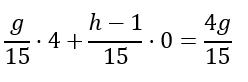 g/15 · 4 + (h − 1)/15 · 0 = 4g/15